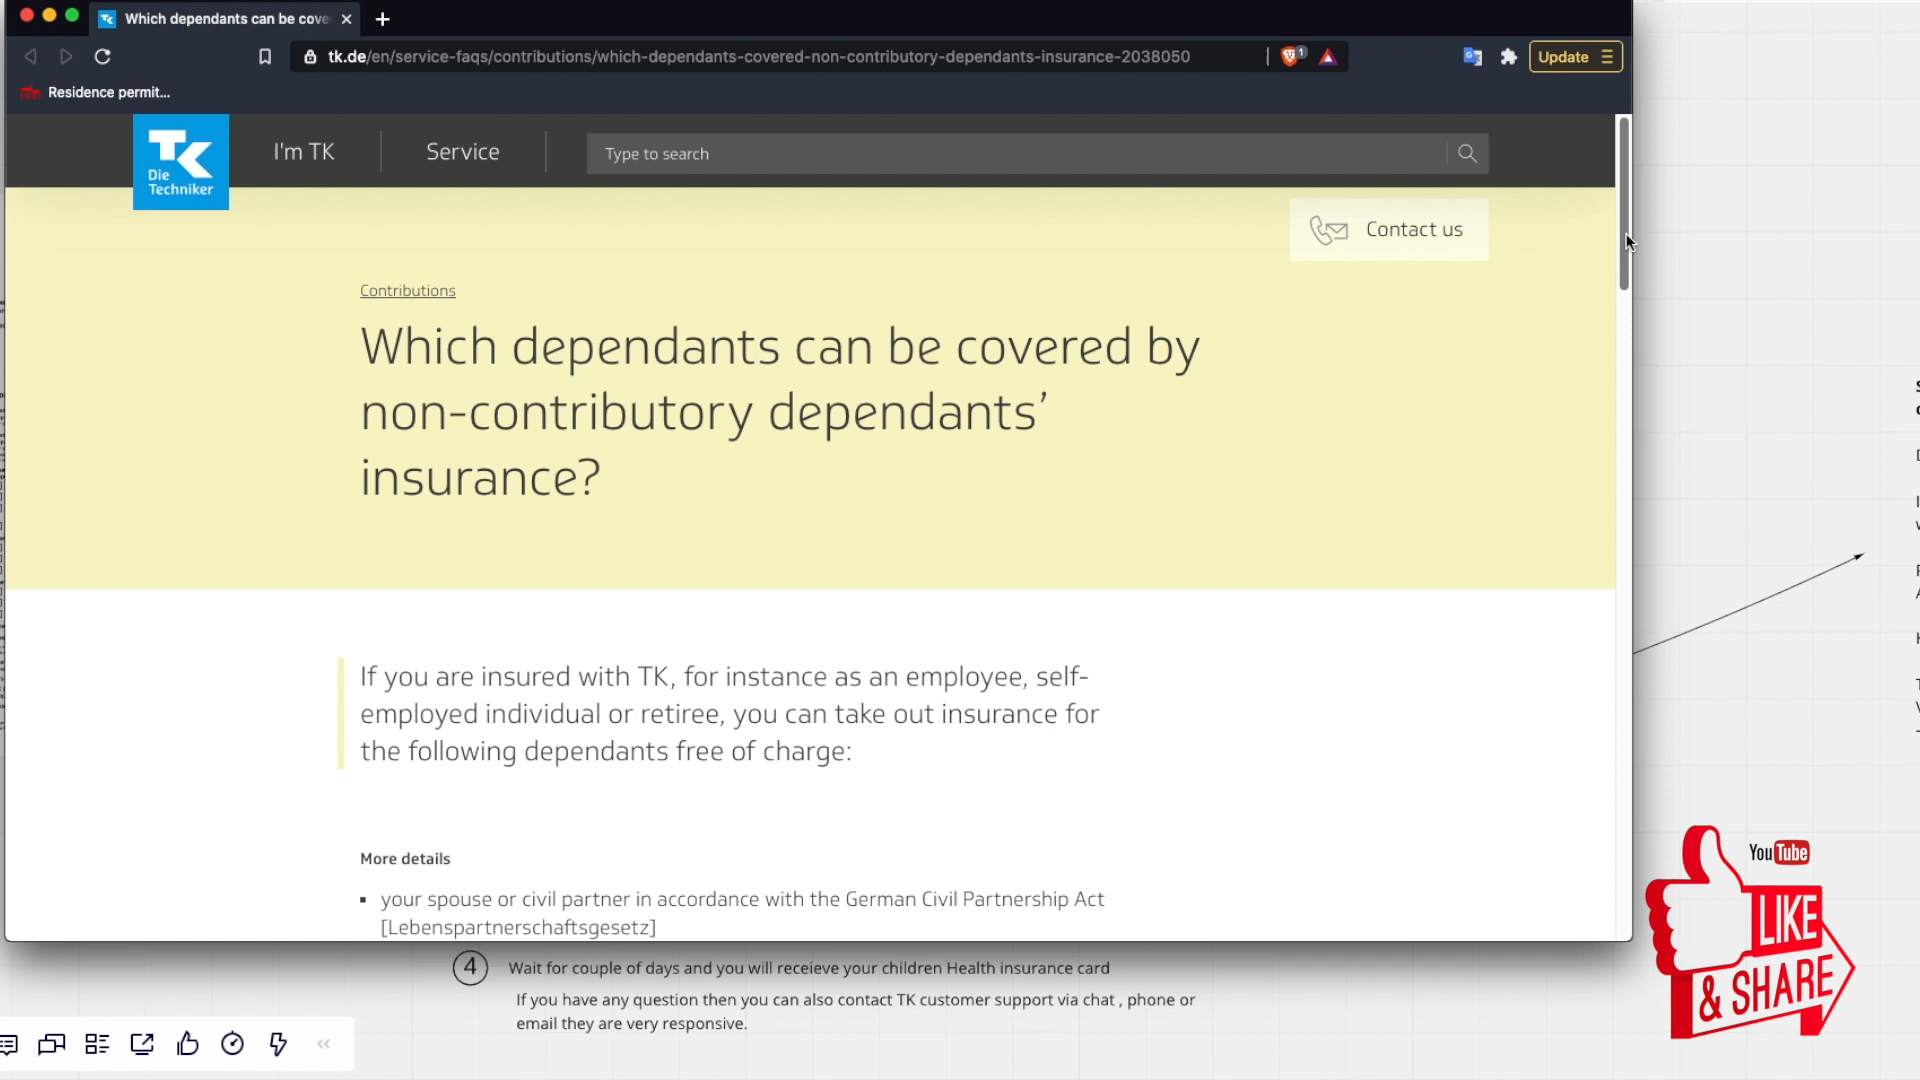 Which dependants can be cove
tk.de/en/service-faqs/contributions/which-dependants-covered-non-contributory-dependants-insurance-2038050
1
Update
Residence permit...
TK
Die
Techniker
I'm TK
Service
Type to search
Contact us
Contributions
Which dependants can be covered by
non-contributory dependants’
insurance?
If you are insured with TK, for instance as an employee, self-
employed individual or retiree, you can take out insurance for
the following dependants free of charge:
More details
▪ your spouse or civil partner in accordance with the German Civil Partnership Act
[Lebenspartnerschaftsgesetz]
4 Wait for couple of days and you will receieve your children Health insurance card
If you have any question then you can also contact TK customer support via chat , phone or
email they are very responsive.
YouTube
LIKE
& SHARE